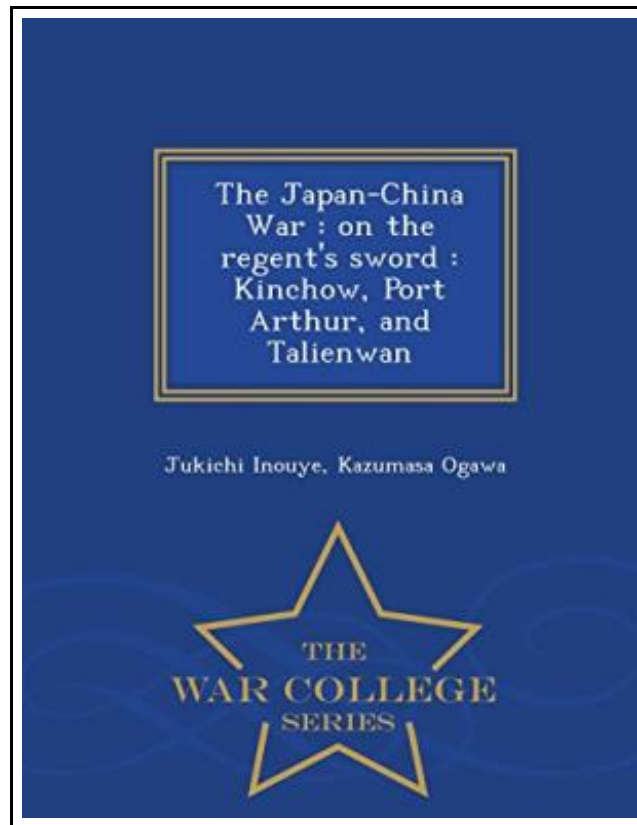 The Japan-China
War : on the
regent's sword :
Kinchow, Port
Arthur, and
Talienwan
Jukichi Inouye, Kazumasa Ogawa
THE
WAR COLLEGE
SERIES